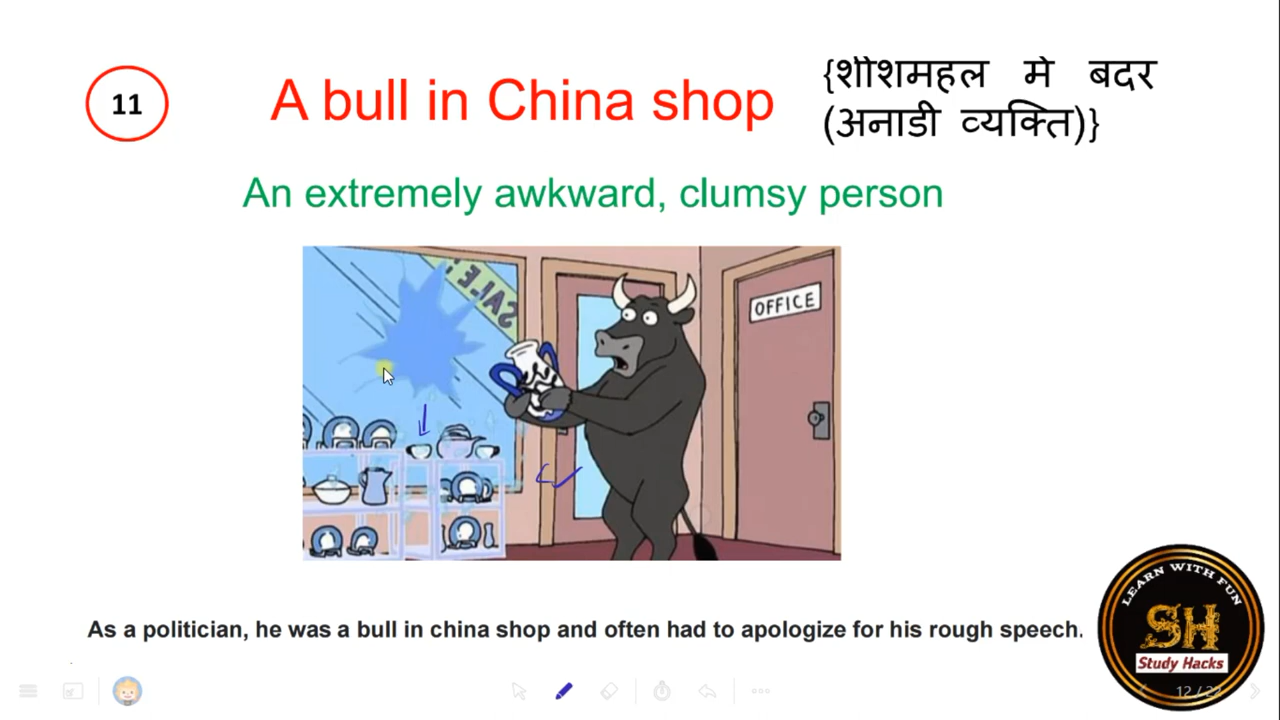 11
A bull in China shop
{शीशमहल मे बदर
(अनाडी व्यक्ति)}
An extremely awkward, clumsy person
SALE!
OFFICE
As a politician, he was a bull in china shop and often had to apologize for his rough speech.
LEARN WITH FUN
SH
Study Hacks